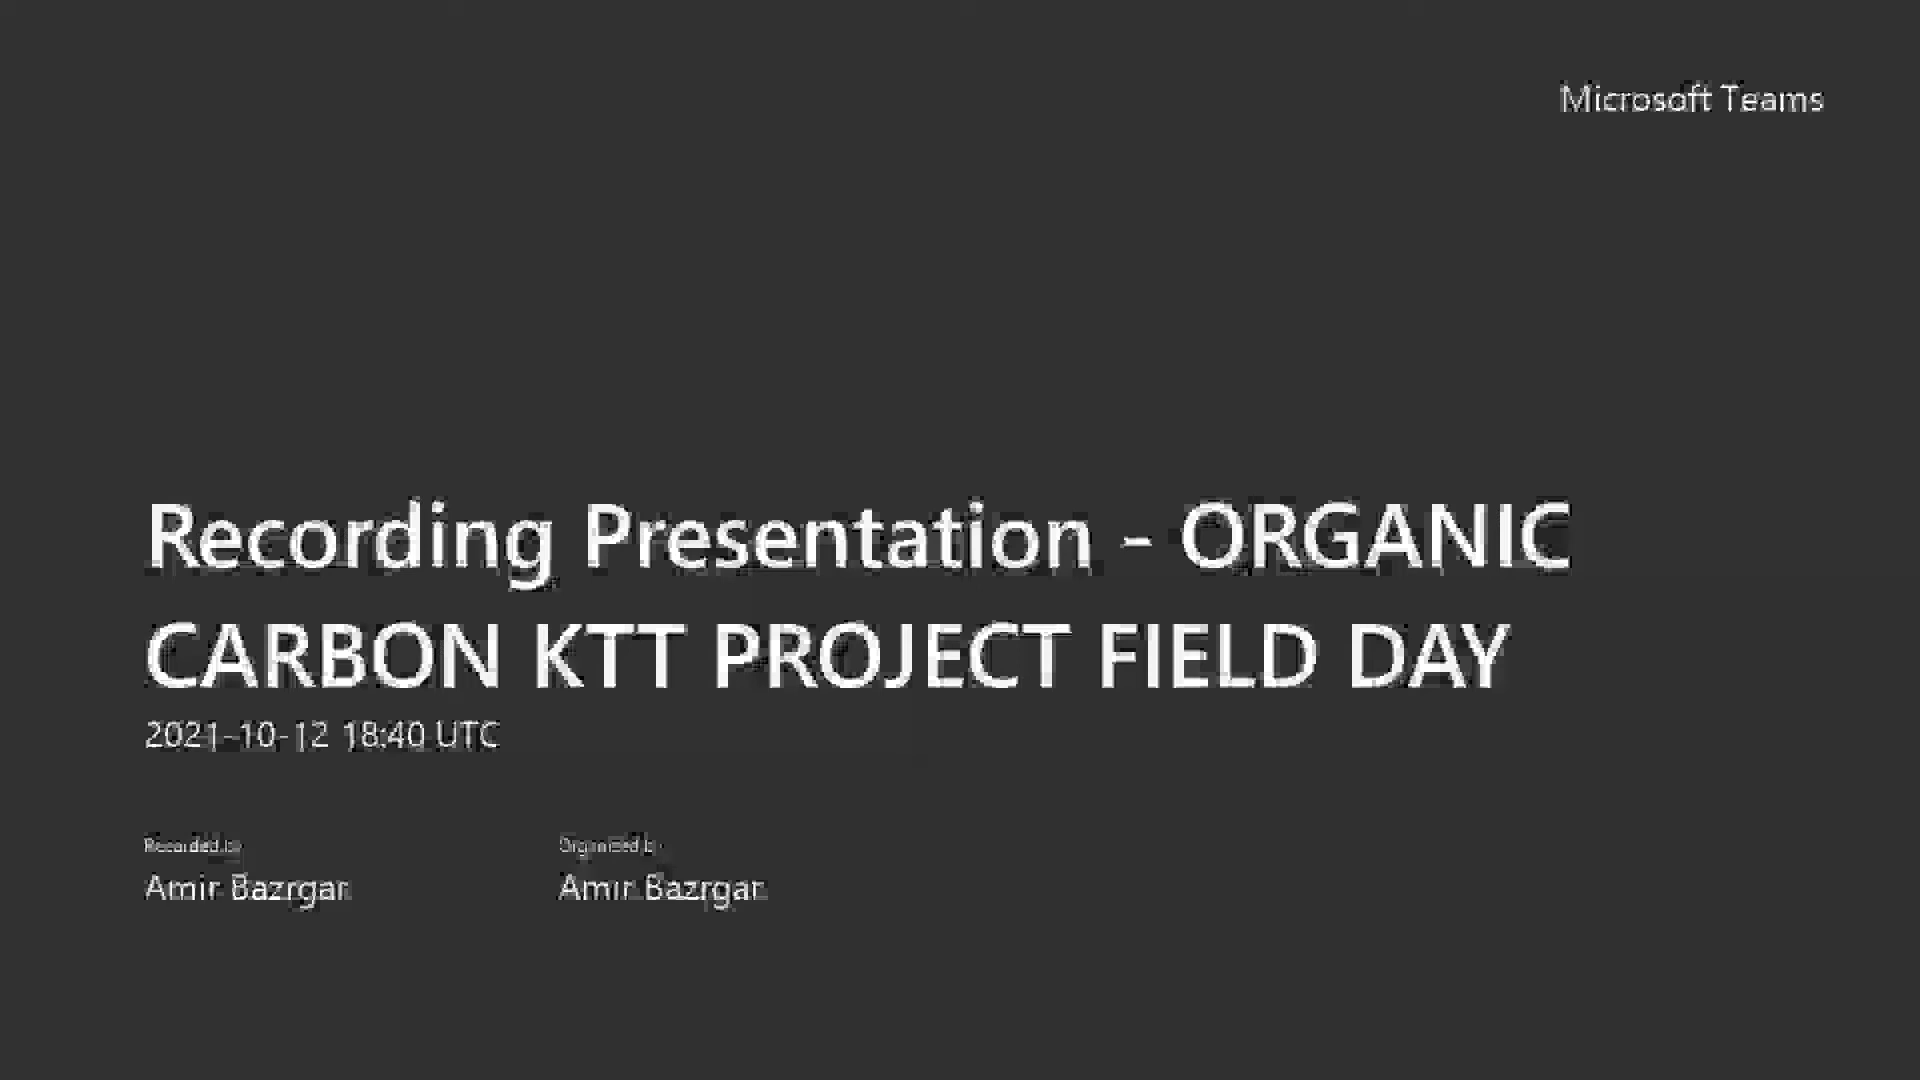 Microsoft Teams
Recording Presentation - ORGANIC
CARBON KTT PROJECT FIELD DAY
2021-10-12 18:40 UTC
Recorded by Organized by
Amir Bazrgar Amir Bazrgar